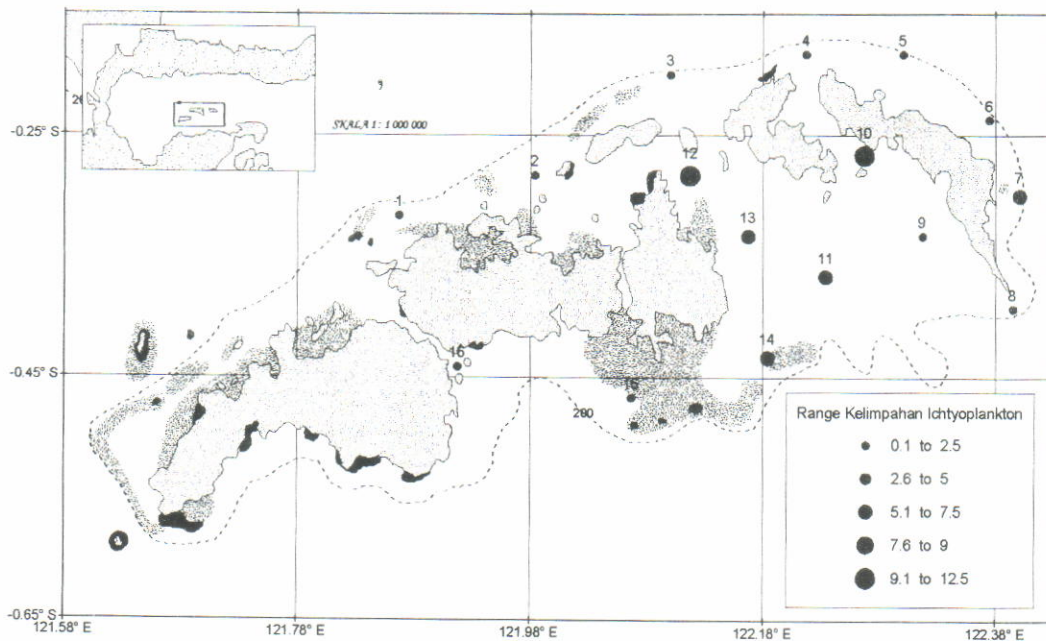 3
4
5
20
SKALA 1 : 1 000 000
-0.25° S
6
2
12
10
7
1
13
9
11
8
16
14
-0.45° S
15
200
Range Kelimpahan Ichtyoplankton
0.1 to 2.5
2.6 to 5
5.1 to 7.5
7.6 to 9
9.1 to 12.5
-0.65° S
121.58° E
121.78° E
121.98° E
122.18° E
122.38° E